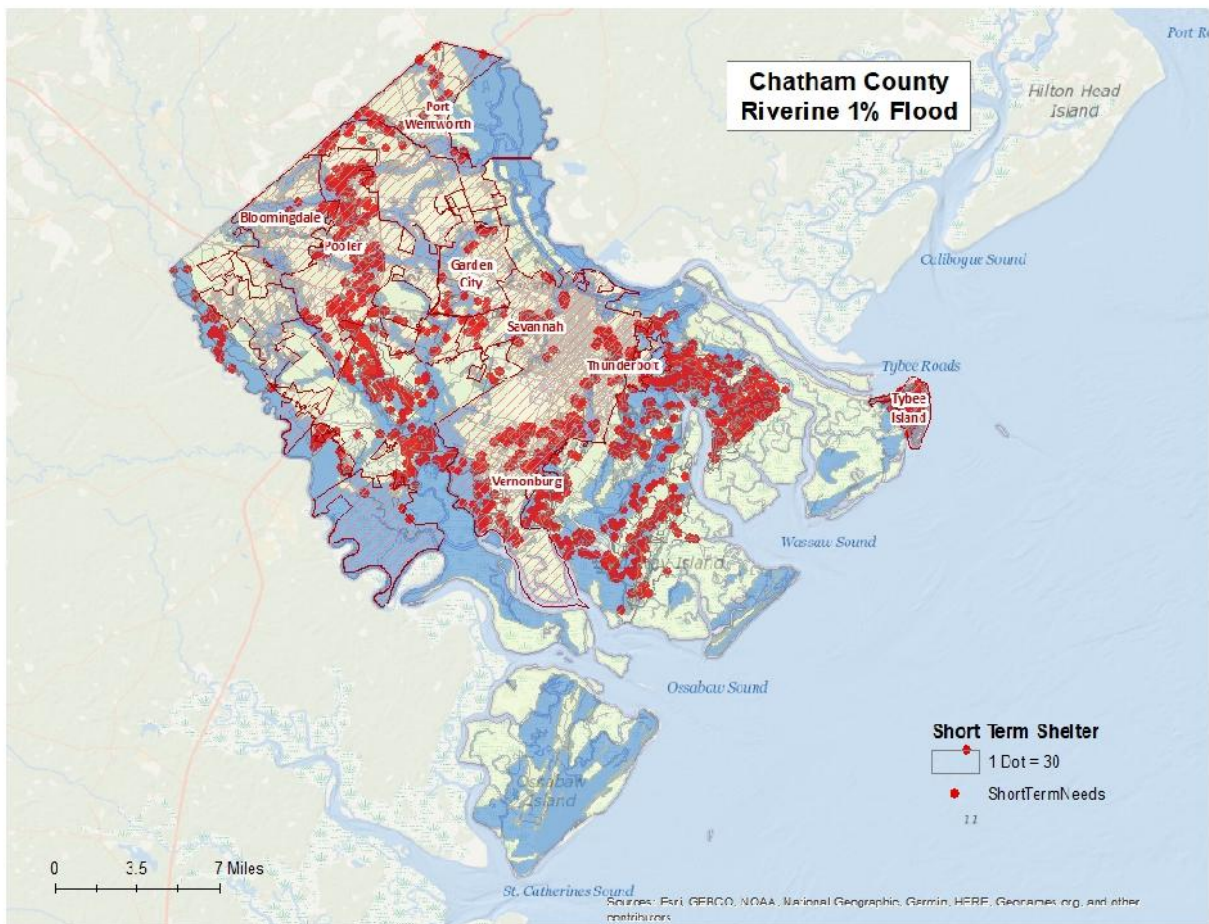 Port Ro
Chatham County
Riverine 1% Flood
Hilton Head
Island
Port
Wentworth
Bloomingdale
Pooler
Garden
City
Calibogue Sound
Savannah
Thunderbolt
Tybee Roads
Tybee
Island
Vernonburg
Wassaw Sound
Island
Ossabaw Sound
Short Term Shelter
1 Dot = 30
ShortTermNeeds
11
Ossabaw
Island
0 3.5 7 Miles
St. Catherines Sound
Sources: Esri, GEBCO, NOAA, National Geographic, Garmin, HERE, Geonames.org, and other
contributors